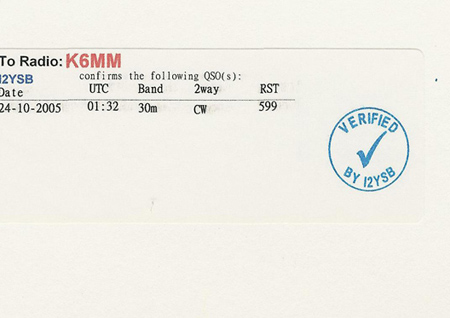 To Radio: K6MM
I2YSB confirms the following QSO(s):
Date UTC Band 2way RST
24-10-2005 01:32 30m CW 599
VERIFIED
BY I2YSB